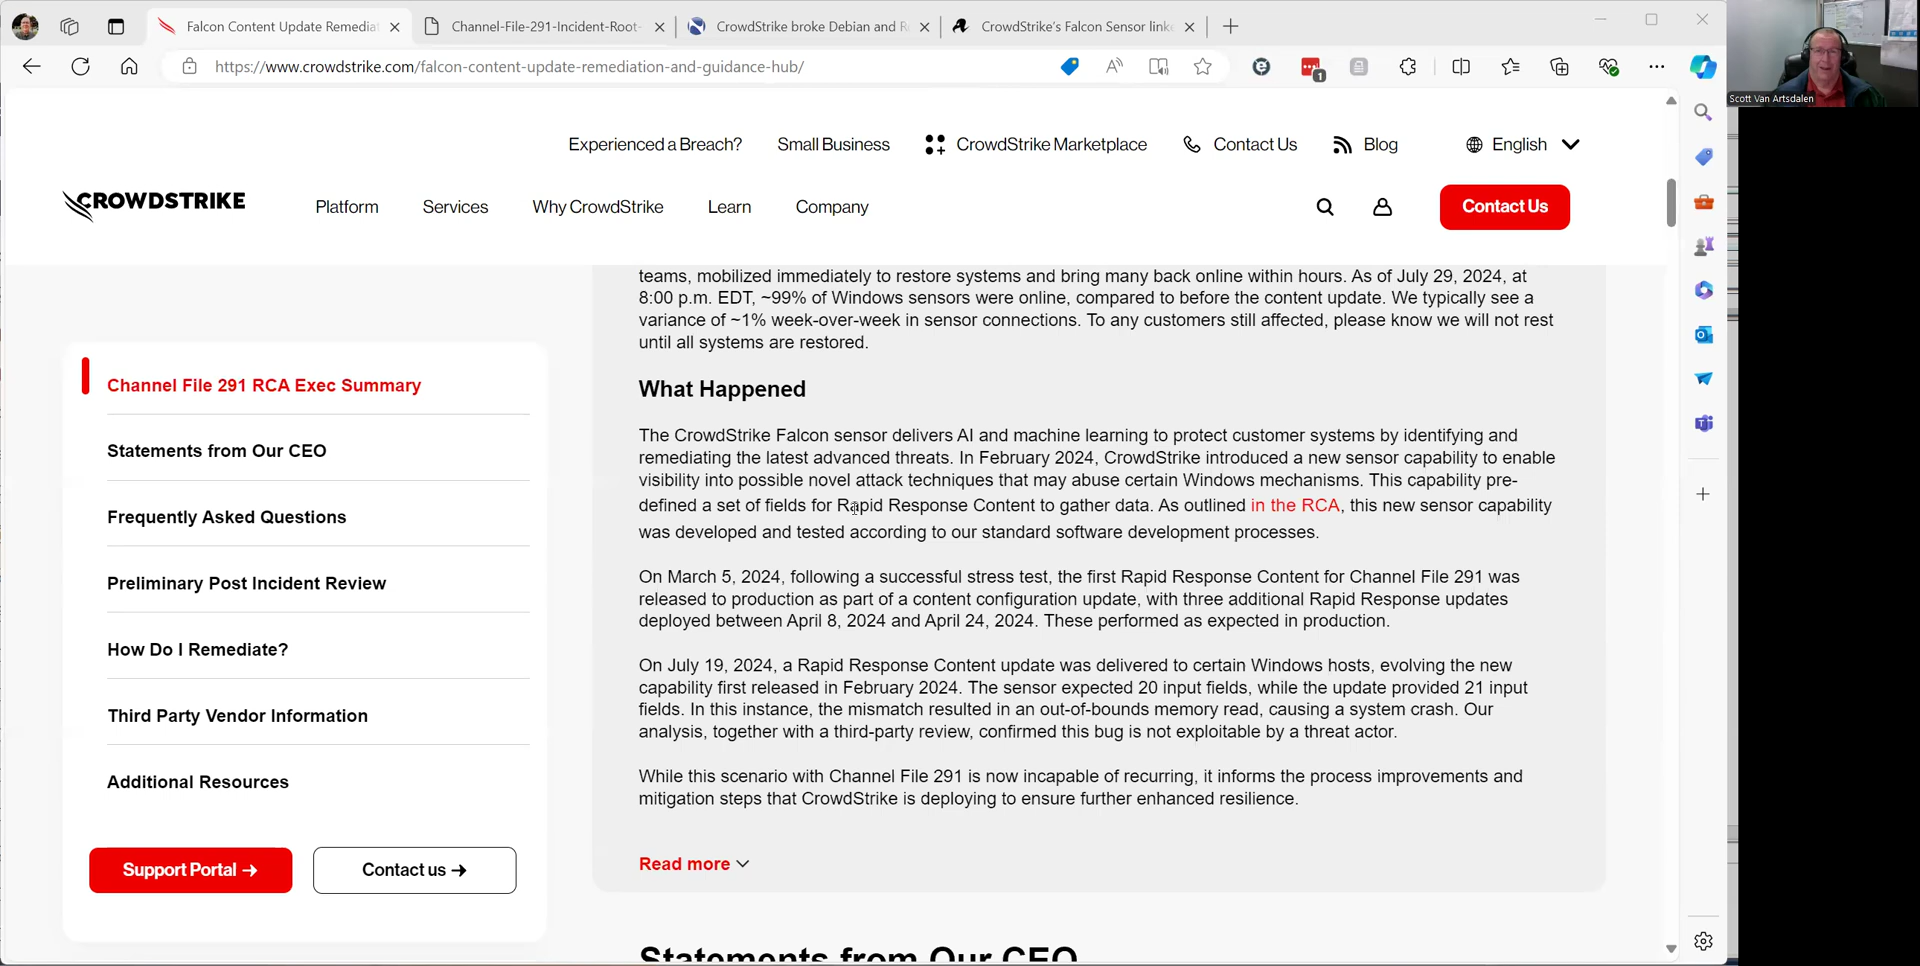 Falcon Content Update Remedia
Channel-File-291-Incident-Root-
CrowdStrike broke Debian and R
CrowdStrike's Falcon Sensor link
https://www.crowdstrike.com/falcon-content-update-remediation-and-guidance-hub/
1
Scott Van Artsdalen
Experienced a Breach?
Small Business
CrowdStrike Marketplace
Contact Us
Blog
English
CROWDSTRIKE
Platform
Services
Why CrowdStrike
Learn
Company
Contact Us
Channel File 291 RCA Exec Summary
Statements from Our CEO
Frequently Asked Questions
Preliminary Post Incident Review
How Do I Remediate?
Third Party Vendor Information
Additional Resources
Support Portal →
Contact us →
teams, mobilized immediately to restore systems and bring many back online within hours. As of July 29, 2024, at
8:00 p.m. EDT, ~99% of Windows sensors were online, compared to before the content update. We typically see a
variance of ~1% week-over-week in sensor connections. To any customers still affected, please know we will not rest
until all systems are restored.
What Happened
The CrowdStrike Falcon sensor delivers AI and machine learning to protect customer systems by identifying and
remediating the latest advanced threats. In February 2024, CrowdStrike introduced a new sensor capability to enable
visibility into possible novel attack techniques that may abuse certain Windows mechanisms. This capability pre-
defined a set of fields for Rapid Response Content to gather data. As outlined in the RCA, this new sensor capability
was developed and tested according to our standard software development processes.
On March 5, 2024, following a successful stress test, the first Rapid Response Content for Channel File 291 was
released to production as part of a content configuration update, with three additional Rapid Response updates
deployed between April 8, 2024 and April 24, 2024. These performed as expected in production.
On July 19, 2024, a Rapid Response Content update was delivered to certain Windows hosts, evolving the new
capability first released in February 2024. The sensor expected 20 input fields, while the update provided 21 input
fields. In this instance, the mismatch resulted in an out-of-bounds memory read, causing a system crash. Our
analysis, together with a third-party review, confirmed this bug is not exploitable by a threat actor.
While this scenario with Channel File 291 is now incapable of recurring, it informs the process improvements and
mitigation steps that CrowdStrike is deploying to ensure further enhanced resilience.
Read more
Statements from Our CEO